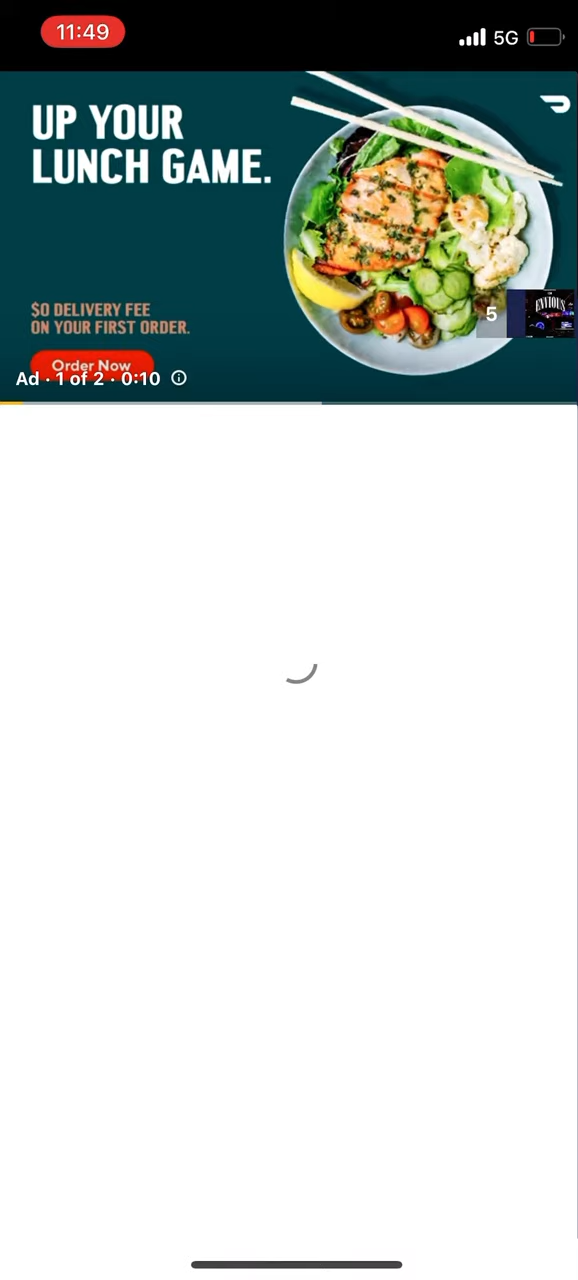 11:49
5G
UP YOUR
LUNCH GAME.
$0 DELIVERY FEE
ON YOUR FIRST ORDER.
5
ENVIOUS
Order Now
Ad · 1 of 2 · 0:10